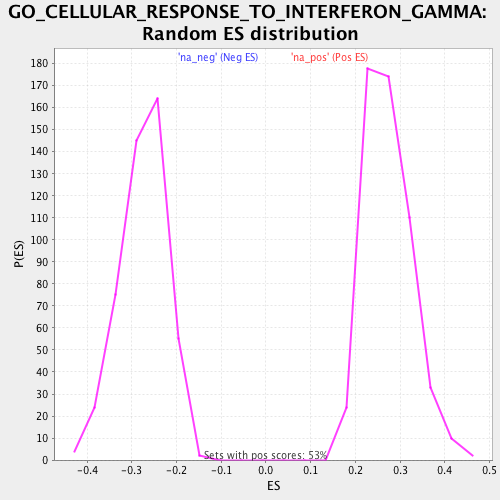 GO_CELLULAR_RESPONSE_TO_INTERFERON_GAMMA:
Random ES distribution
'na_neg' (Neg ES) 'na_pos' (Pos ES)
180
170
160
150
140
130
120
110
100
90
80
70
60
50
40
30
20
10
0
P(ES)
Sets with pos scores: 53%
-0.4 -0.3 -0.2 -0.1 0.0 0.1 0.2 0.3 0.4 0.5
ES